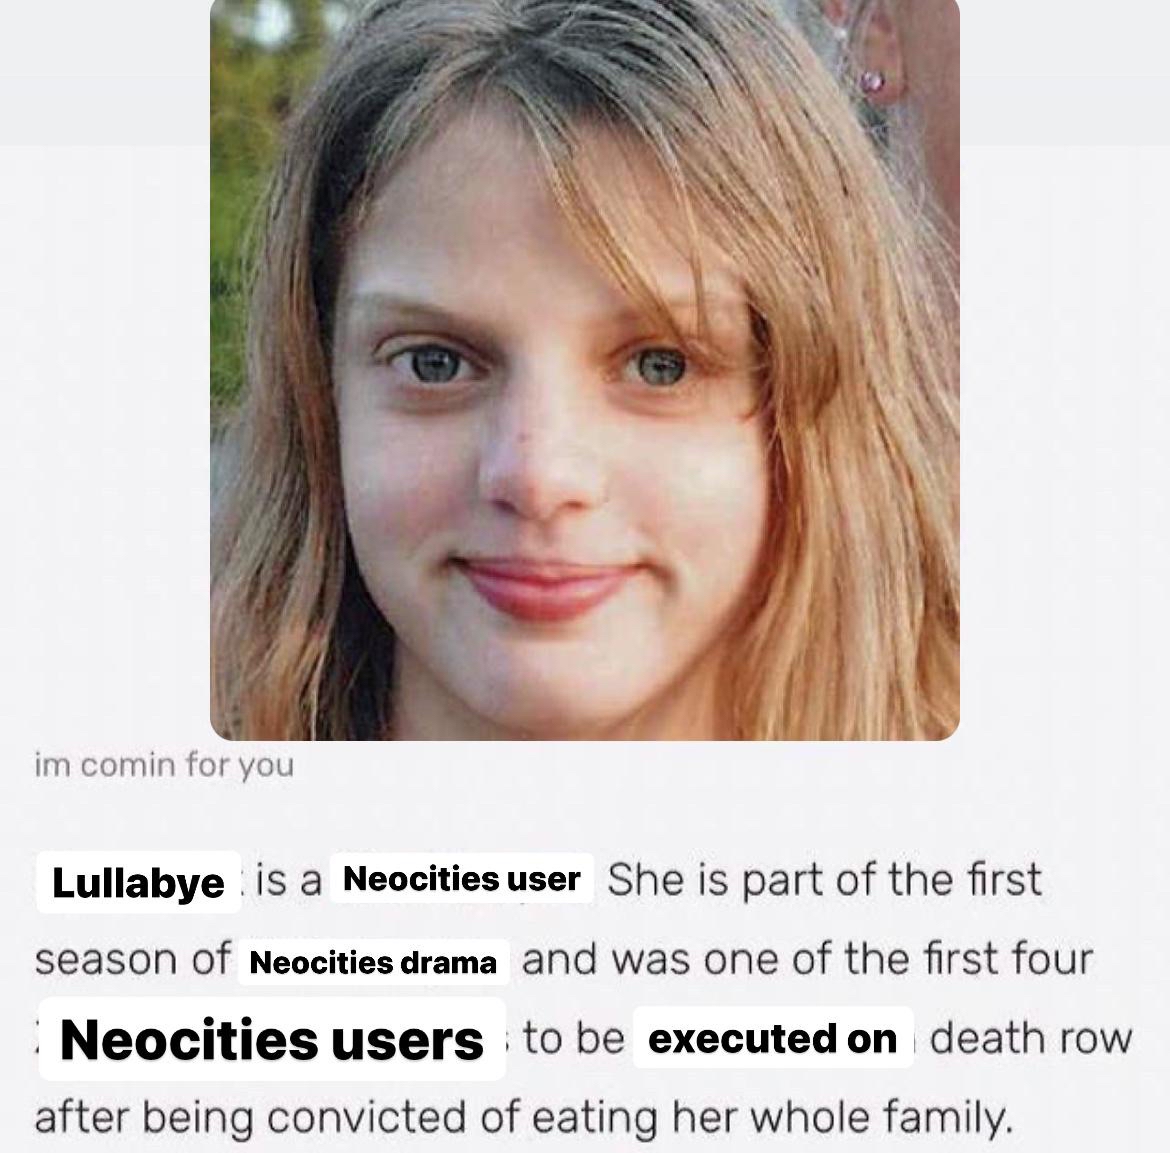 im comin for you
Lullabye is a Neocities user She is part of the first
season of Neocities drama and was one of the first four
Neocities users to be executed on death row
after being convicted of eating her whole family.